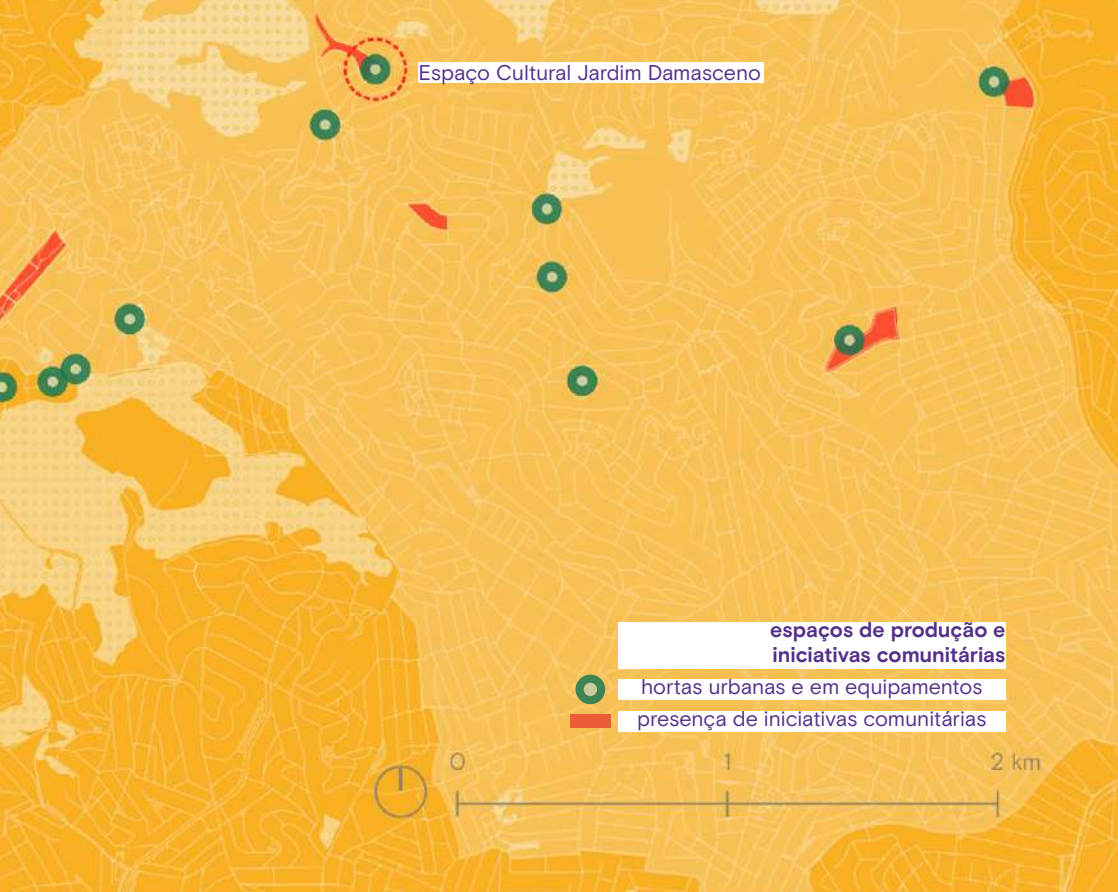 Espaço Cultural Jardim Damasceno
espaços de produção e
iniciativas comunitárias
hortas urbanas e em equipamentos
presença de iniciativas comunitárias
0 1 2 km